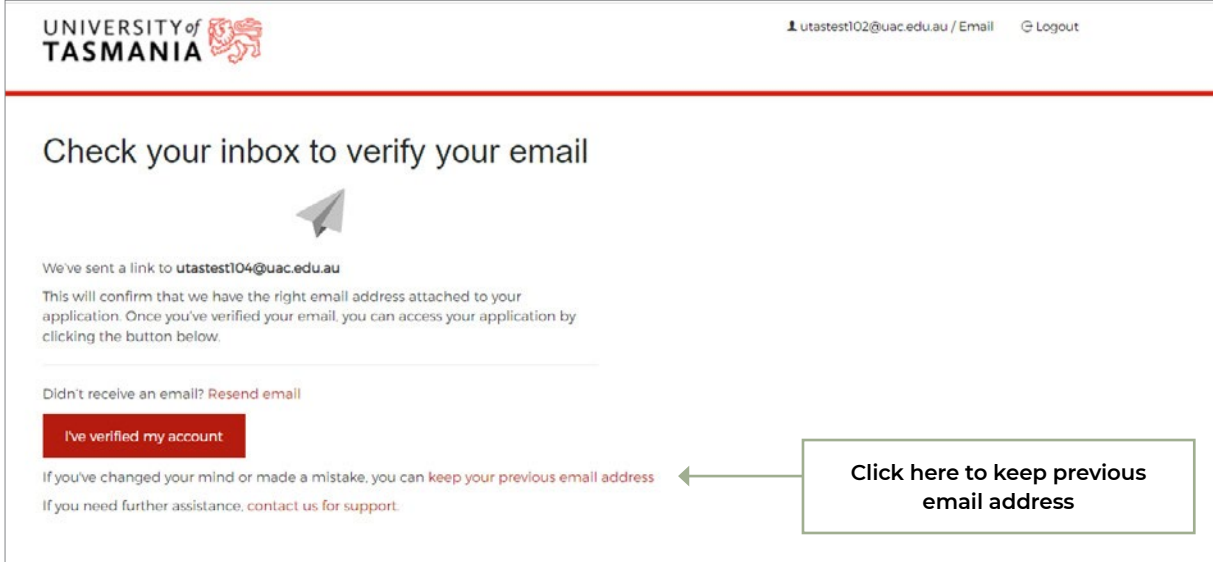 UNIVERSITY of
TASMANIA
utastest102@uac.edu.au / Email Logout
Check your inbox to verify your email
We've sent a link to utastest104@uac.edu.au
This will confirm that we have the right email address attached to your
application. Once you've verified your email, you can access your application by
clicking the button below.
Didn't receive an email? Resend email
I've verified my account
If you've changed your mind or made a mistake, you can keep your previous email address
Click here to keep previous
email address
If you need further assistance, contact us for support.